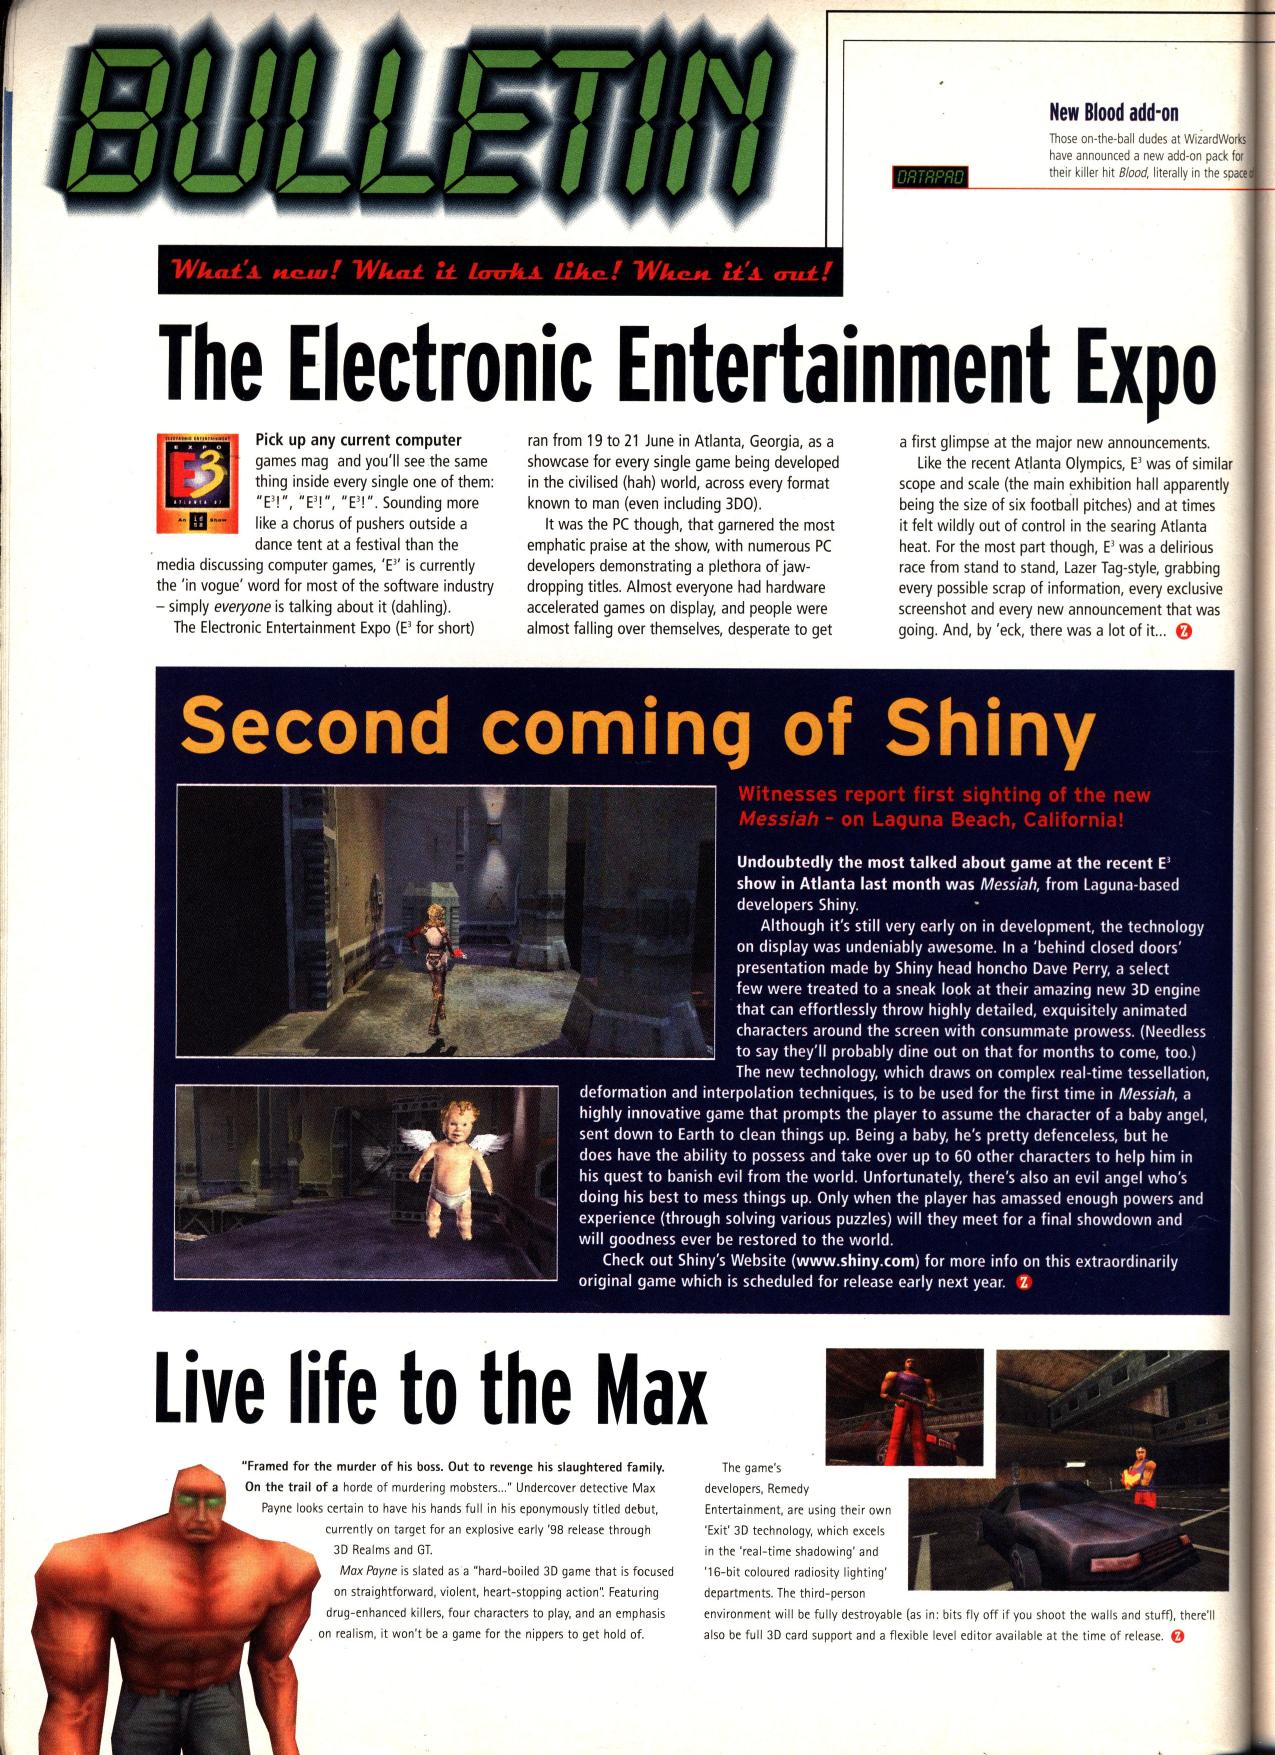 BULLETIN
What's new! What it looks like! When it's out!
DATAPAD
New Blood add-on
Those on-the-ball dudes at WizardWorks
have announced a new add-on pack for
their killer hit Blood, literally in the space
The Electronic Entertainment Expo
ELECTRONIC ENTERTAINMENT
EXPO
E3
ATLANTA 97
An idsa Show
Pick up any current computer
games mag and you'll see the same
thing inside every single one of them:
“E³!”, “E³!”, “E³!”. Sounding more
like a chorus of pushers outside a
dance tent at a festival than the
media discussing computer games, ‘E³’ is currently
the ‘in vogue’ word for most of the software industry
– simply everyone is talking about it (dahling).
The Electronic Entertainment Expo (E³ for short)
ran from 19 to 21 June in Atlanta, Georgia, as a
showcase for every single game being developed
in the civilised (hah) world, across every format
known to man (even including 3DO).
It was the PC though, that garnered the most
emphatic praise at the show, with numerous PC
developers demonstrating a plethora of jaw-
dropping titles. Almost everyone had hardware
accelerated games on display, and people were
almost falling over themselves, desperate to get
a first glimpse at the major new announcements.
Like the recent Atlanta Olympics, E³ was of similar
scope and scale (the main exhibition hall apparently
being the size of six football pitches) and at times
it felt wildly out of control in the searing Atlanta
heat. For the most part though, E³ was a delirious
race from stand to stand, Lazer Tag-style, grabbing
every possible scrap of information, every exclusive
screenshot and every new announcement that was
going. And, by ’eck, there was a lot of it... Z
Second coming of Shiny
Witnesses report first sighting of the new
Messiah – on Laguna Beach, California!
Undoubtedly the most talked about game at the recent E³
show in Atlanta last month was Messiah, from Laguna-based
developers Shiny.
Although it's still very early on in development, the technology
on display was undeniably awesome. In a ‘behind closed doors’
presentation made by Shiny head honcho Dave Perry, a select
few were treated to a sneak look at their amazing new 3D engine
that can effortlessly throw highly detailed, exquisitely animated
characters around the screen with consummate prowess. (Needless
to say they'll probably dine out on that for months to come, too.)
The new technology, which draws on complex real-time tessellation,
deformation and interpolation techniques, is to be used for the first time in Messiah, a
highly innovative game that prompts the player to assume the character of a baby angel,
sent down to Earth to clean things up. Being a baby, he's pretty defenceless, but he
does have the ability to possess and take over up to 60 other characters to help him in
his quest to banish evil from the world. Unfortunately, there's also an evil angel who's
doing his best to mess things up. Only when the player has amassed enough powers and
experience (through solving various puzzles) will they meet for a final showdown and
will goodness ever be restored to the world.
Check out Shiny's Website (www.shiny.com) for more info on this extraordinarily
original game which is scheduled for release early next year. Z
Live life to the Max
“Framed for the murder of his boss. Out to revenge his slaughtered family.
On the trail of a horde of murdering mobsters...” Undercover detective Max
Payne looks certain to have his hands full in his eponymously titled debut,
currently on target for an explosive early ’98 release through
3D Realms and GT.
Max Payne is slated as a “hard-boiled 3D game that is focused
on straightforward, violent, heart-stopping action”. Featuring
drug-enhanced killers, four characters to play, and an emphasis
on realism, it won't be a game for the nippers to get hold of.
The game's
developers, Remedy
Entertainment, are using their own
‘Exit’ 3D technology, which excels
in the ‘real-time shadowing’ and
‘16-bit coloured radiosity lighting’
departments. The third-person
environment will be fully destroyable (as in: bits fly off if you shoot the walls and stuff), there'll
also be full 3D card support and a flexible level editor available at the time of release. Z